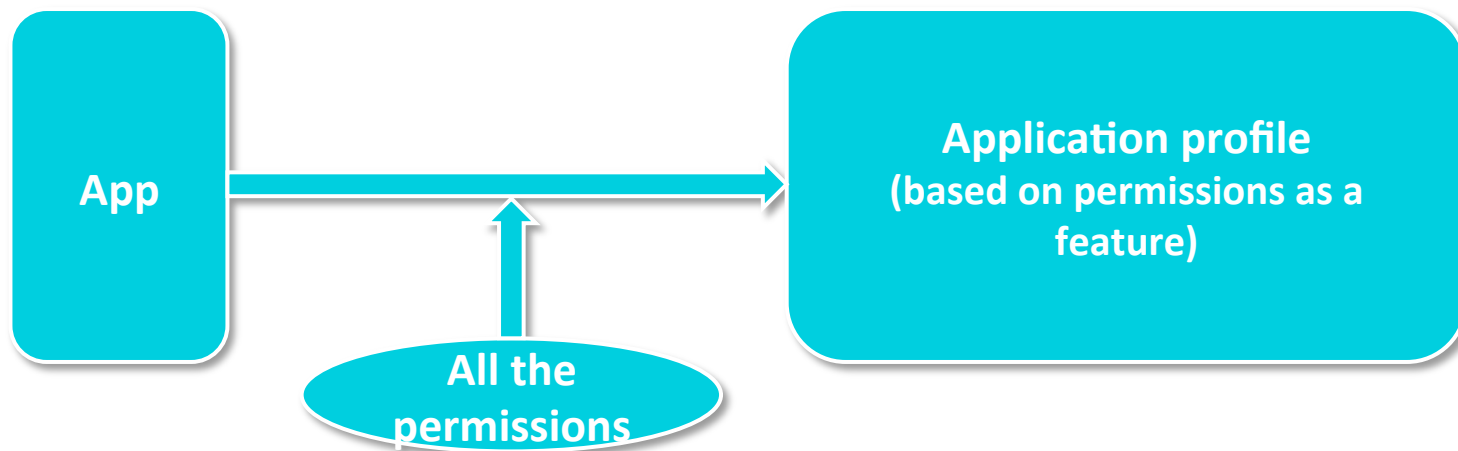 App
Application profile
(based on permissions as a
feature)
All the
permissions